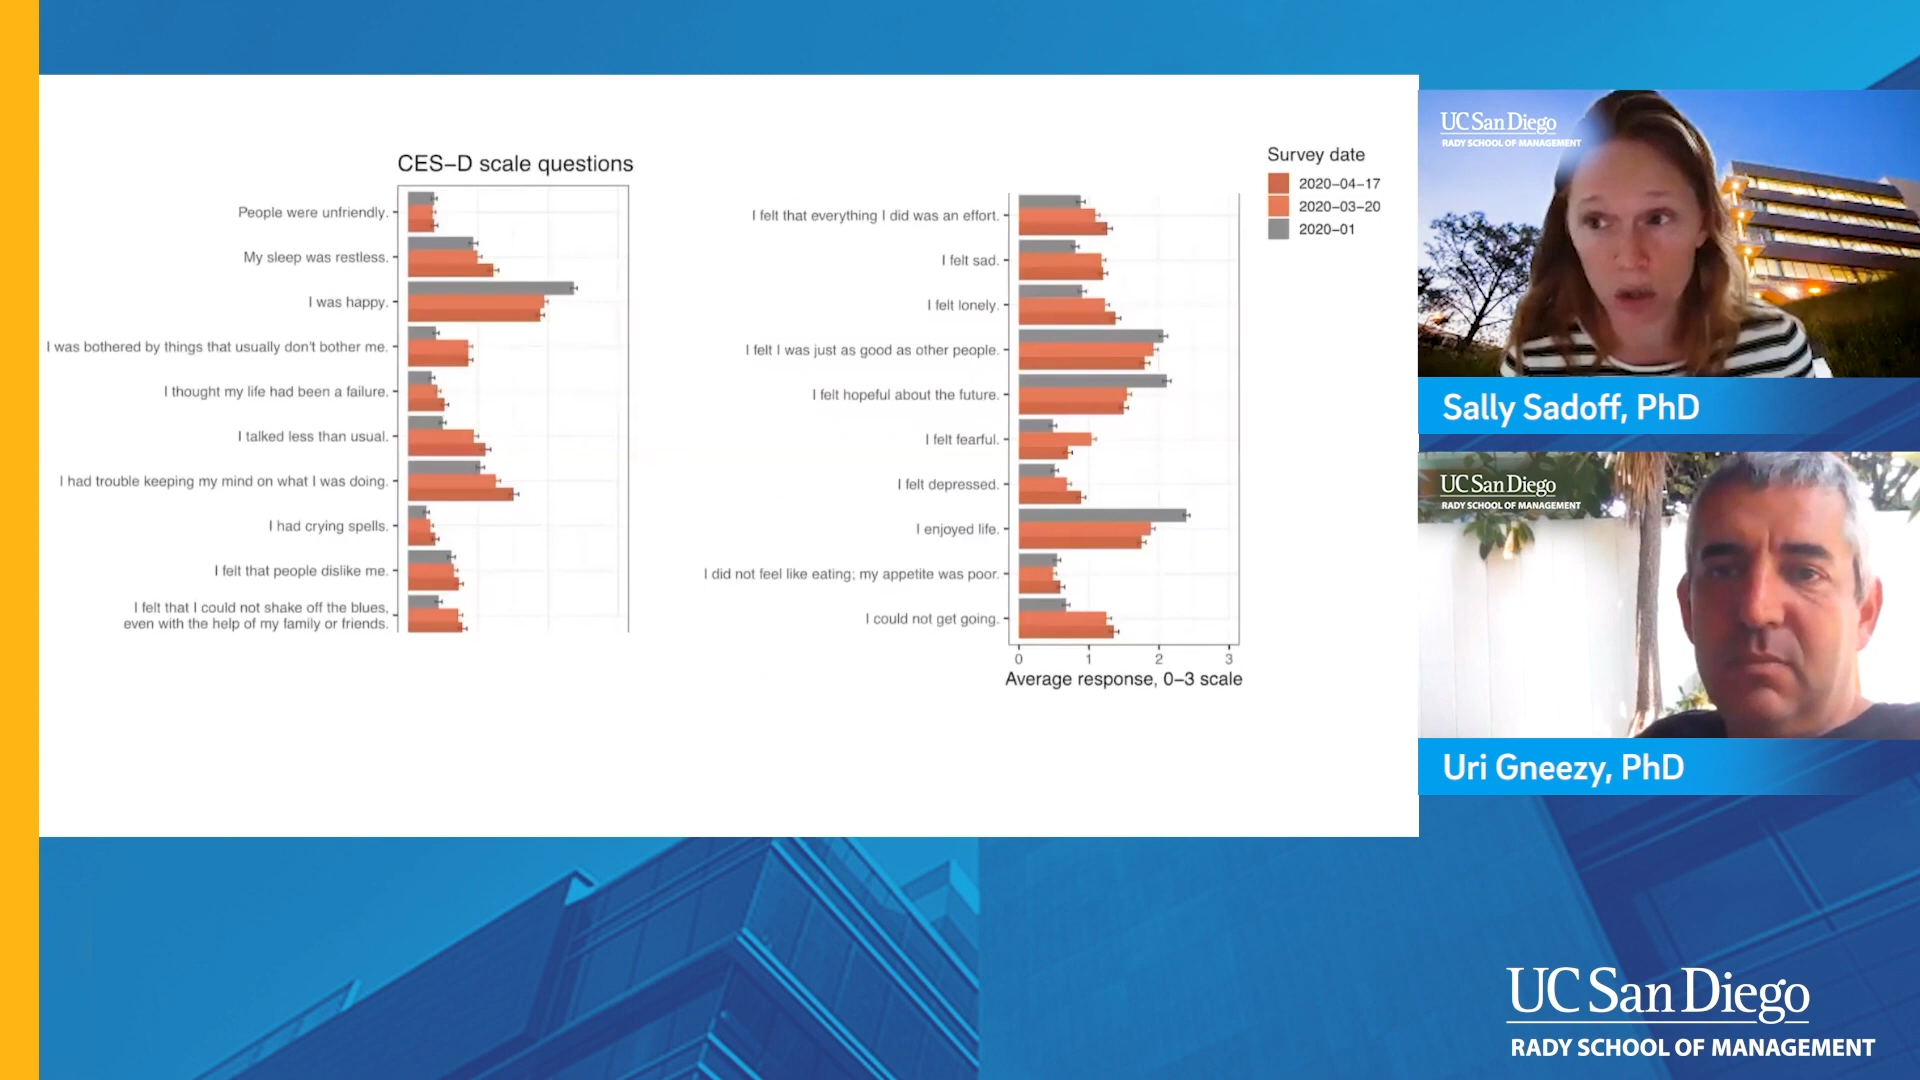 CES–D scale questions
People were unfriendly.
My sleep was restless.
I was happy.
I was bothered by things that usually don't bother me.
I thought my life had been a failure.
I talked less than usual.
I had trouble keeping my mind on what I was doing.
I had crying spells.
I felt that people dislike me.
I felt that I could not shake off the blues,
even with the help of my family or friends.
I felt that everything I did was an effort.
I felt sad.
I felt lonely.
I felt I was just as good as other people.
I felt hopeful about the future.
I felt fearful.
I felt depressed.
I enjoyed life.
I did not feel like eating; my appetite was poor.
I could not get going.
0 1 2 3
Average response, 0–3 scale
Survey date
2020–04–17
2020–03–20
2020–01
UC San Diego
RADY SCHOOL OF MANAGEMENT
Sally Sadoff, PhD
UC San Diego
RADY SCHOOL OF MANAGEMENT
Uri Gneezy, PhD
UC San Diego
RADY SCHOOL OF MANAGEMENT